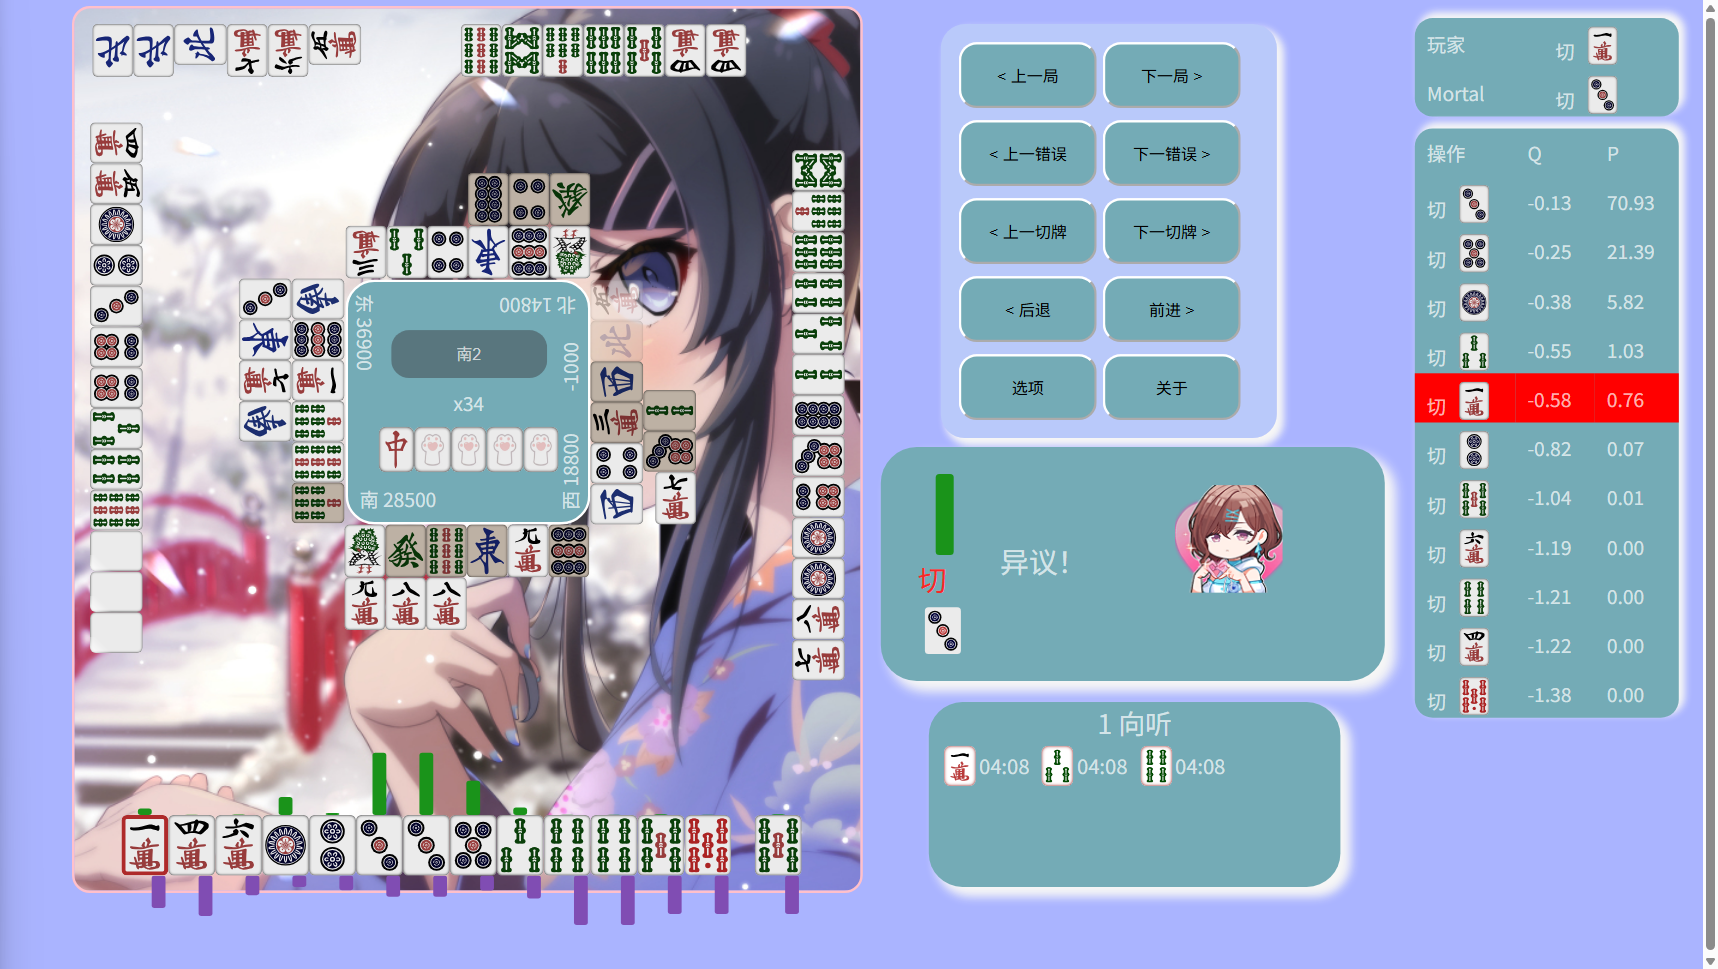 东 36900
北 14800
南2
-1000
x34
南 28500
西 18800
< 上一局
下一局 >
< 上一错误
下一错误 >
< 上一切牌
下一切牌 >
< 后退
前进 >
选项
关于
切
异议！
1 向听
04:08 04:08 04:08
玩家 切
Mortal 切
操作 Q P
切 -0.13 70.93
切 -0.25 21.39
切 -0.38 5.82
切 -0.55 1.03
切 -0.58 0.76
切 -0.82 0.07
切 -1.04 0.01
切 -1.19 0.00
切 -1.21 0.00
切 -1.22 0.00
切 -1.38 0.00